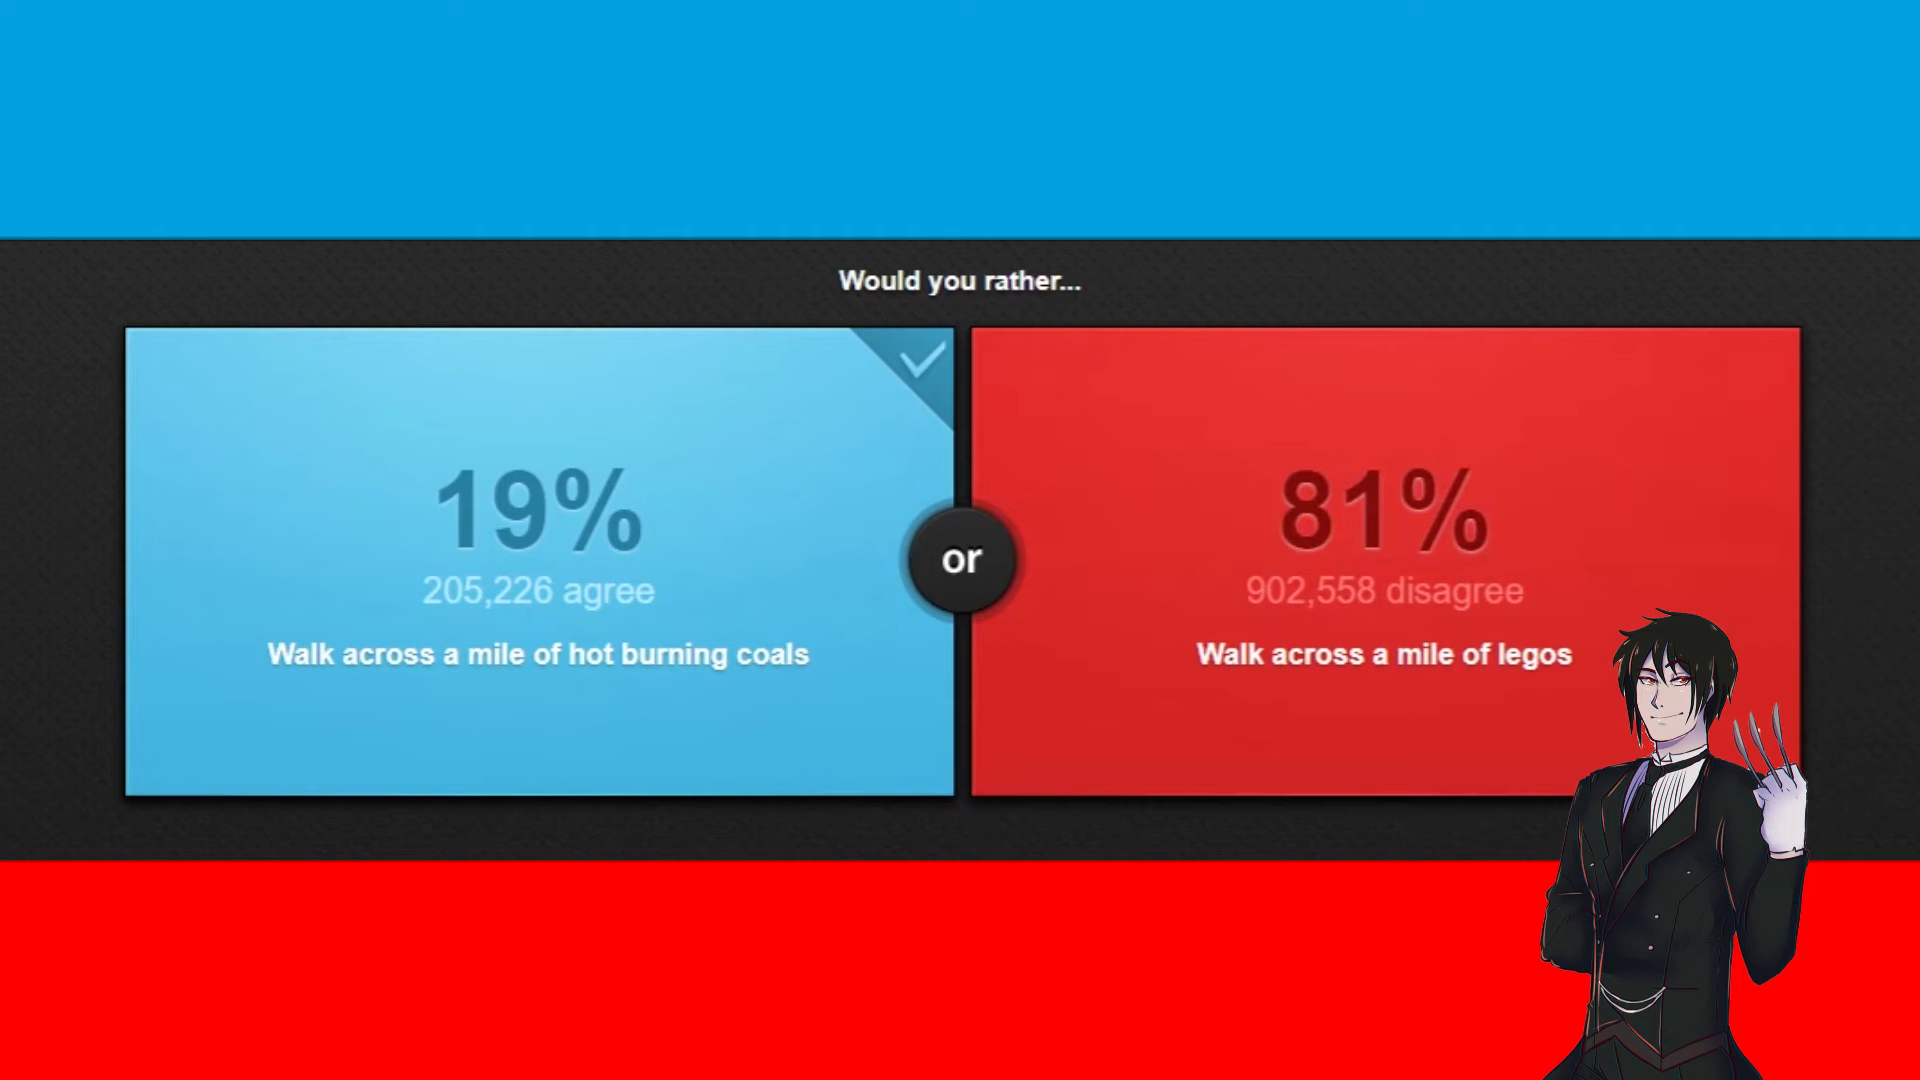 Would you rather...
19%
205,226 agree
Walk across a mile of hot burning coals
or
81%
902,558 disagree
Walk across a mile of legos